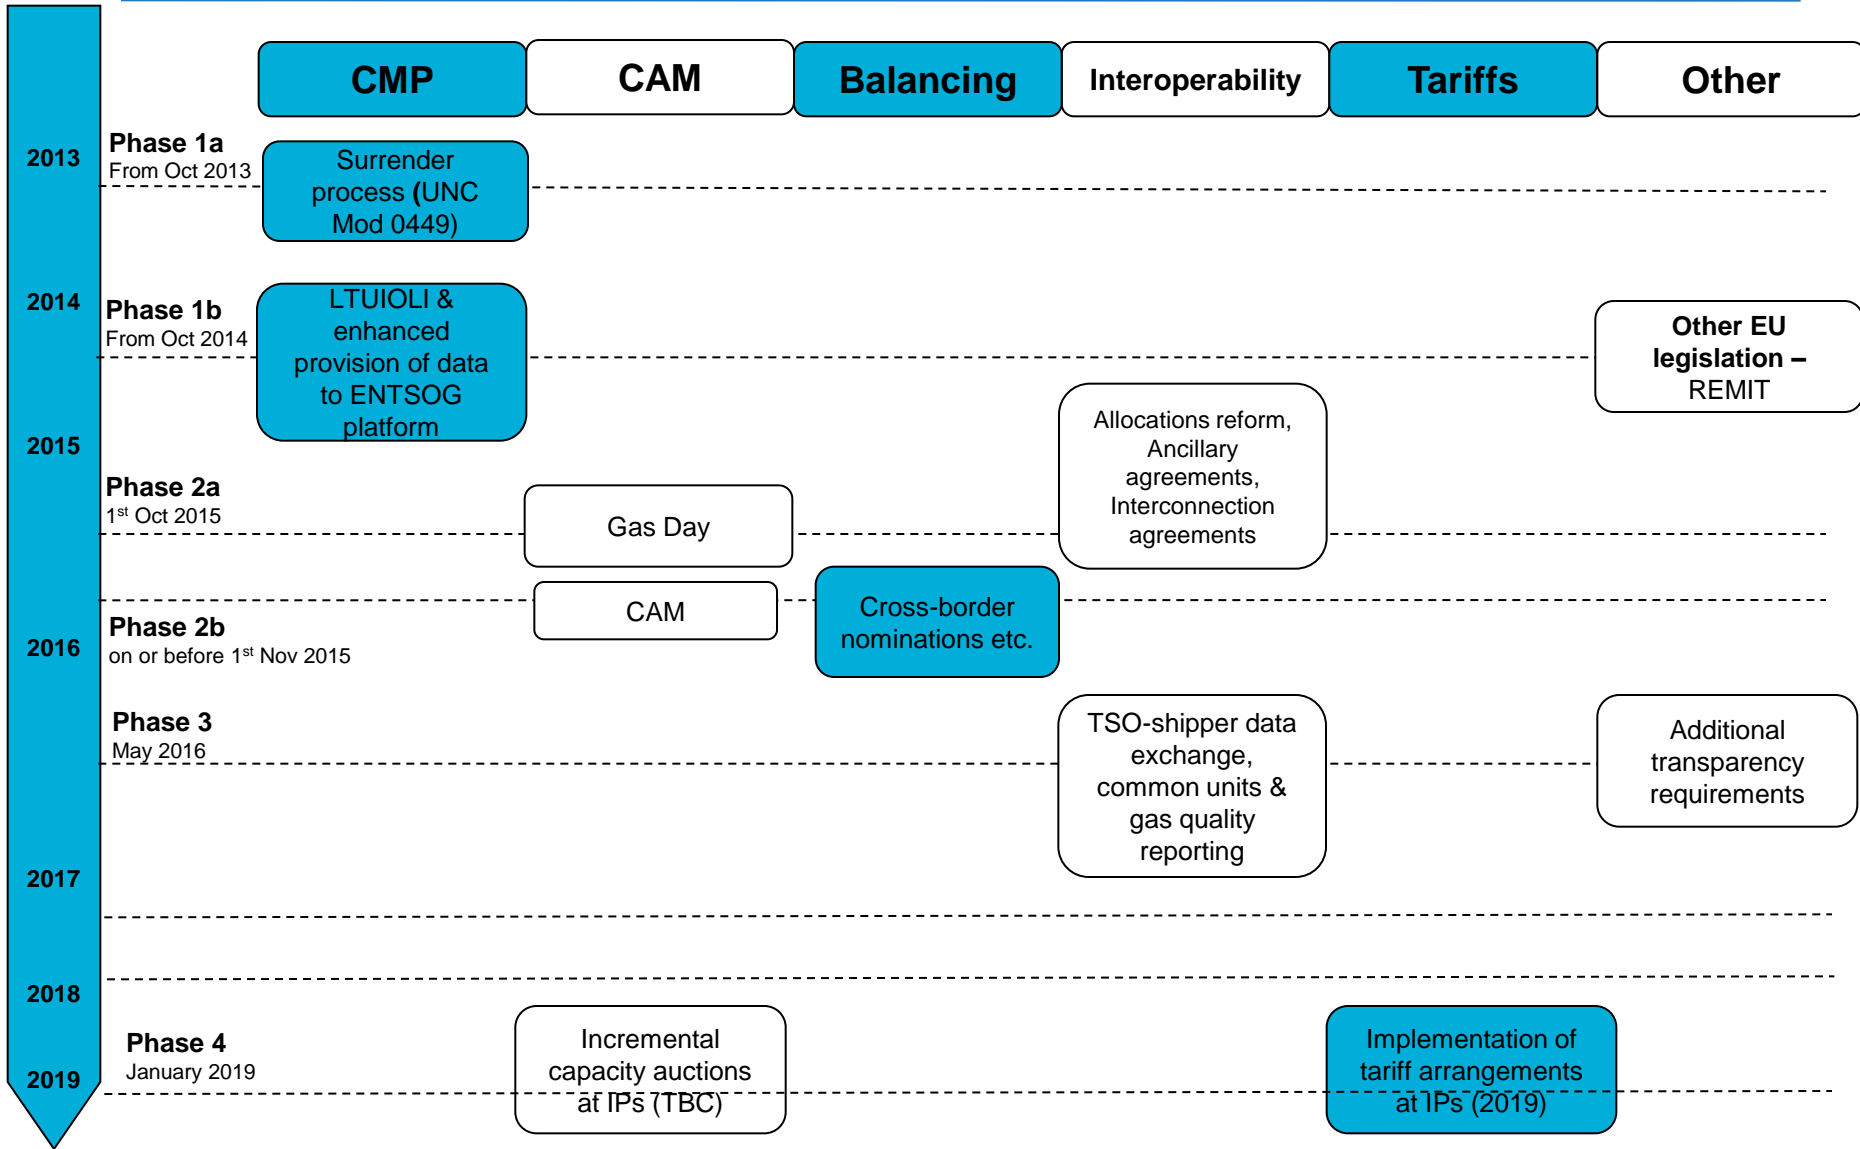 CMP
CAM
Balancing
Interoperability
Tariffs
Other
2013
Phase 1a
From Oct 2013
Surrender
process (UNC
Mod 0449)
2014
Phase 1b
From Oct 2014
LTUIOLI &
enhanced
provision of data
to ENTSOG
platform
Other EU
legislation –
REMIT
2015
Allocations reform,
Ancillary
agreements,
Interconnection
agreements
Phase 2a
1st Oct 2015
Gas Day
CAM
Cross-border
nominations etc.
2016
Phase 2b
on or before 1st Nov 2015
Phase 3
May 2016
TSO-shipper data
exchange,
common units &
gas quality
reporting
Additional
transparency
requirements
2017
2018
Phase 4
January 2019
Incremental
capacity auctions
at IPs (TBC)
Implementation of
tariff arrangements
at IPs (2019)
2019